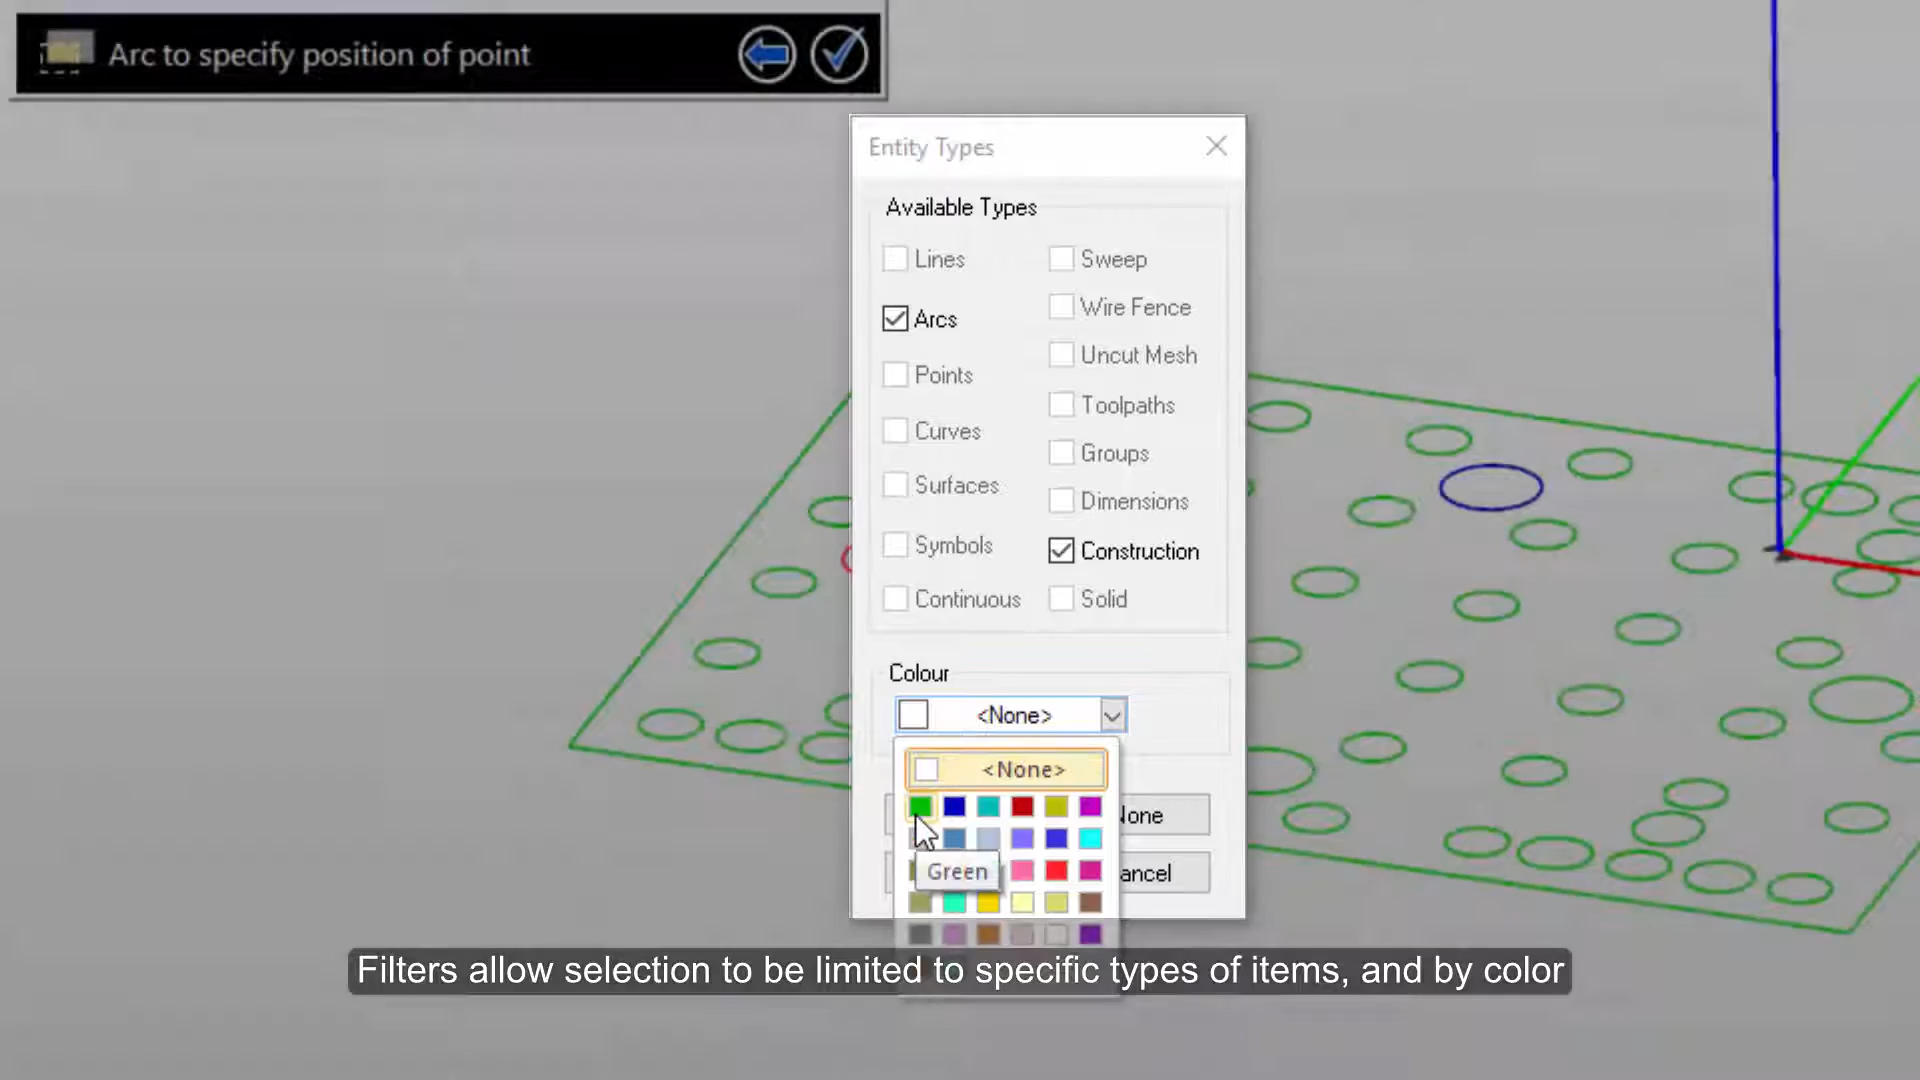 Arc to specify position of point
Entity Types
Available Types
Lines
Sweep
Arcs
Wire Fence
Points
Uncut Mesh
Curves
Toolpaths
Groups
Surfaces
Dimensions
Symbols
Construction
Continuous
Solid
Colour
<None>
<None>
Green
Filters allow selection to be limited to specific types of items, and by color